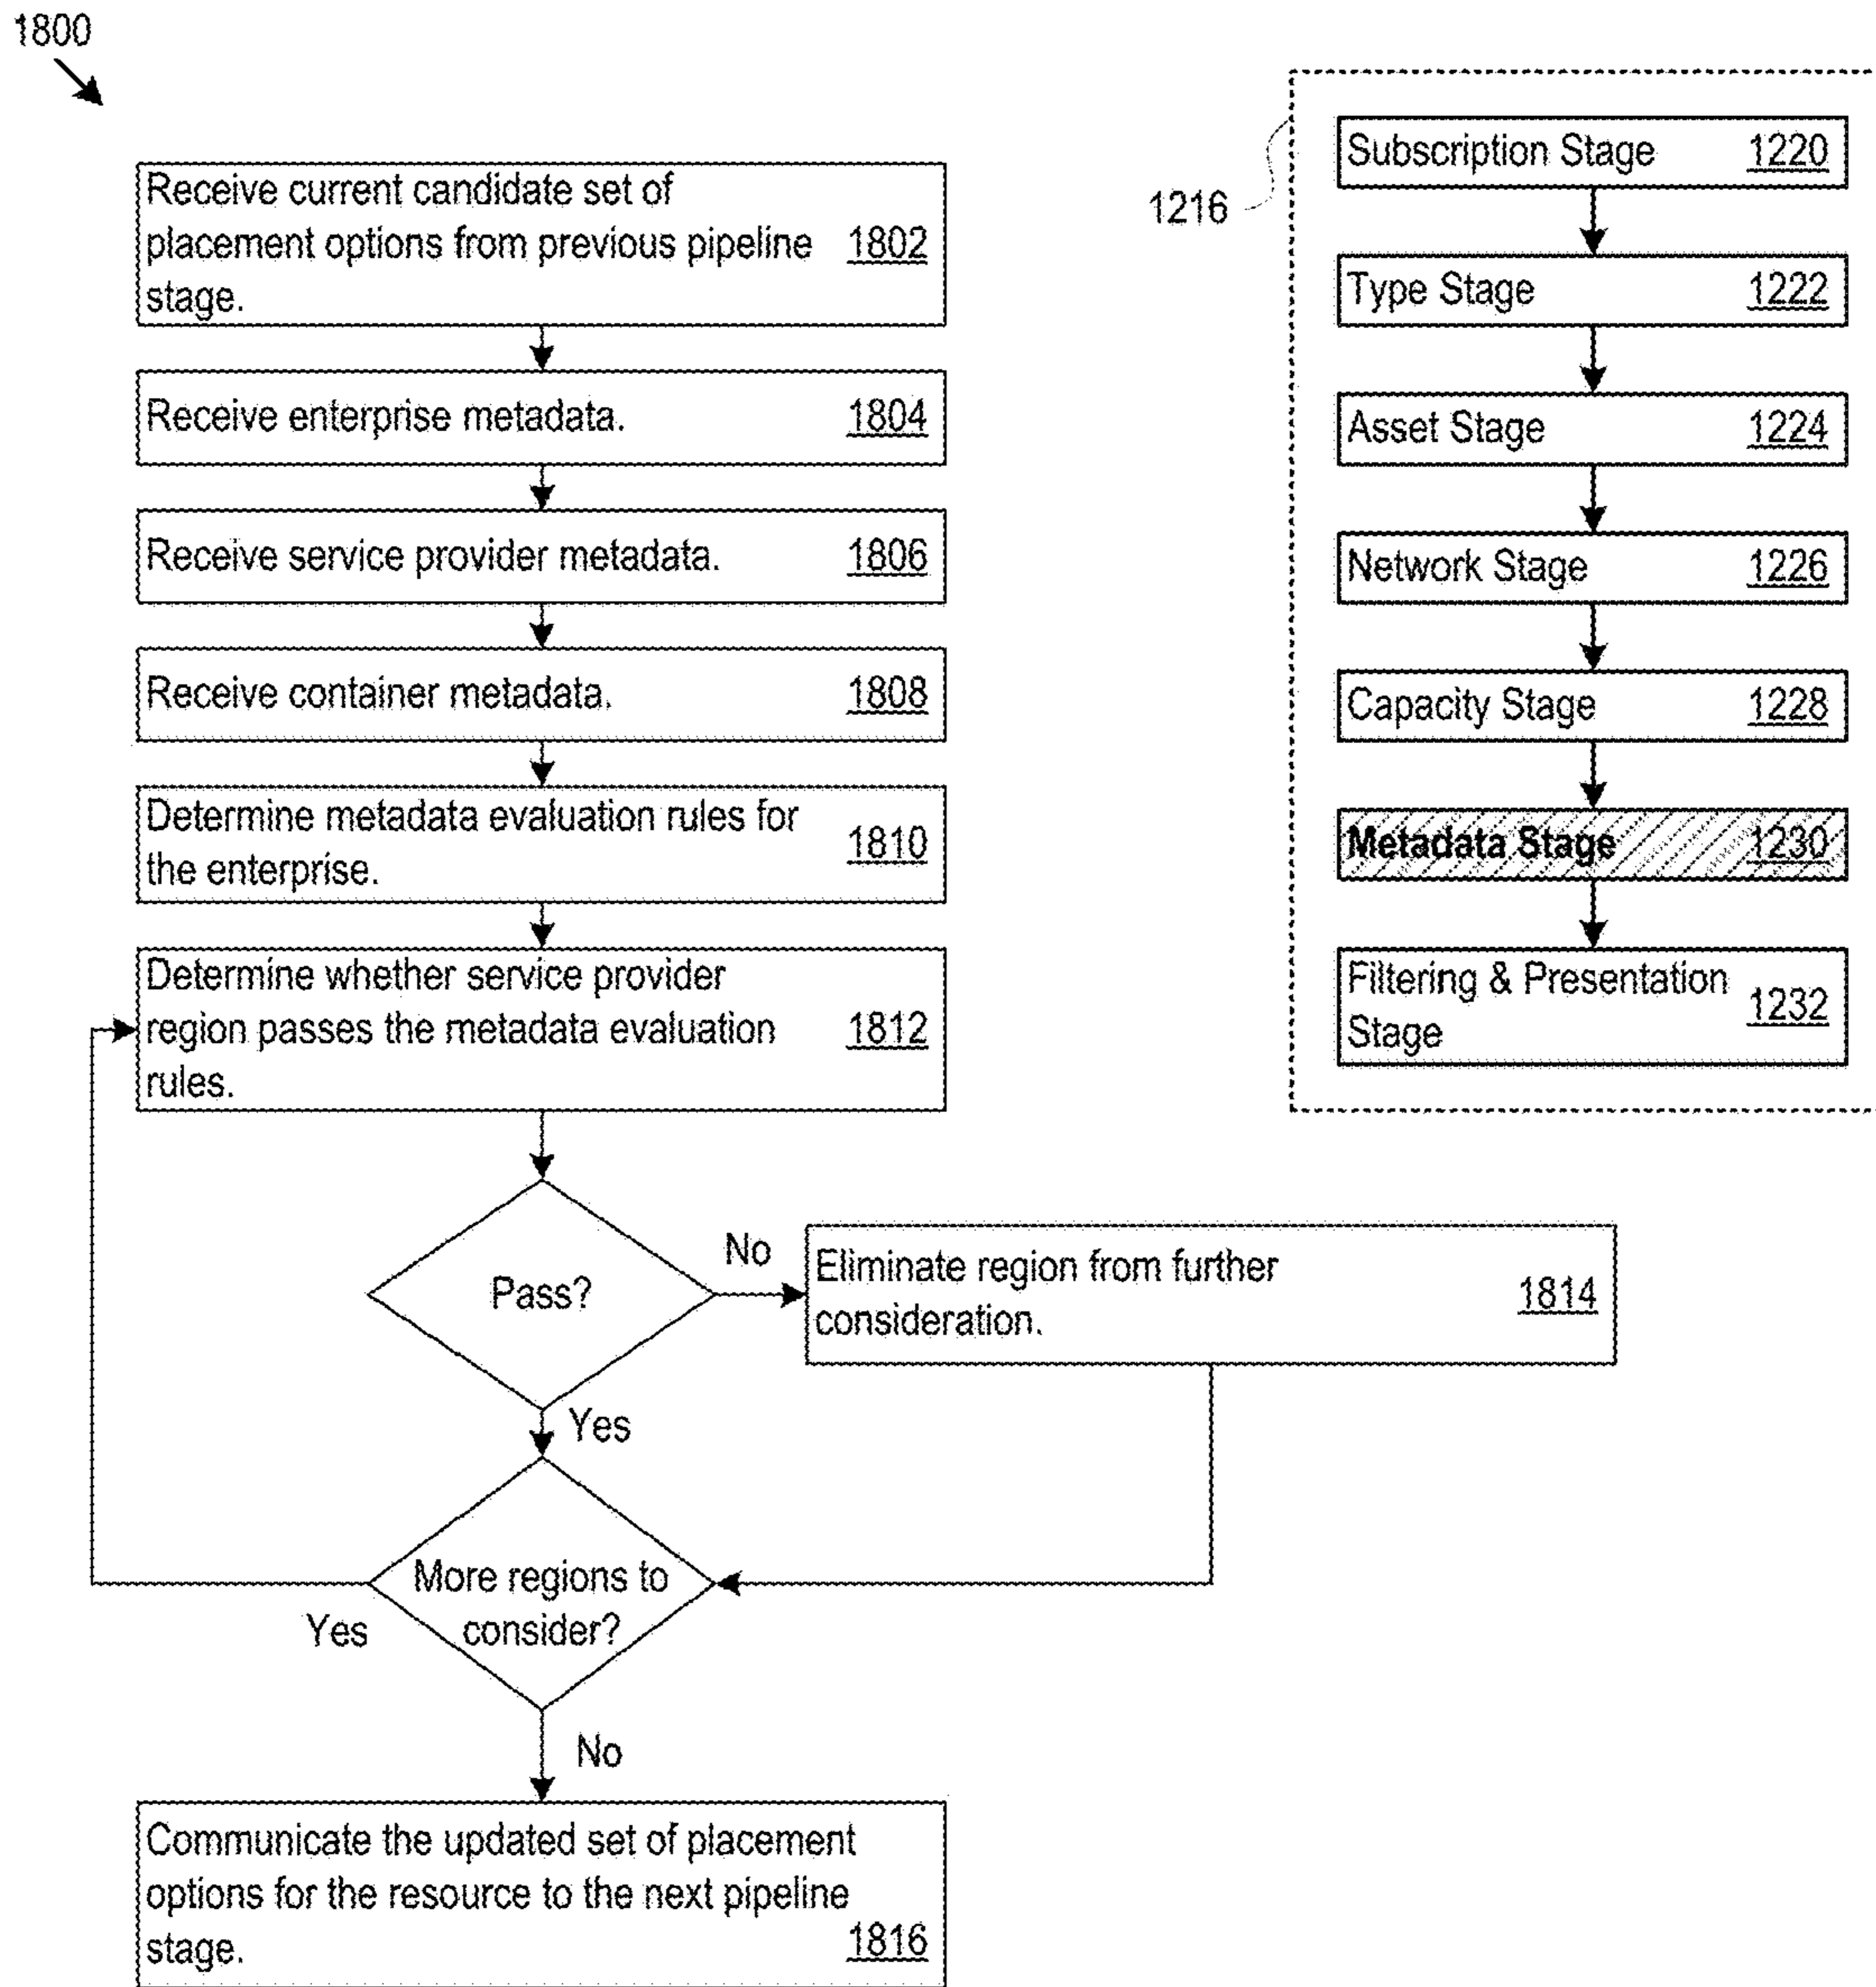 1800
Receive current candidate set of
placement options from previous pipeline 1802
stage.
Receive enterprise metadata. 1804
Receive service provider metadata. 1806
Receive container metadata. 1808
Determine metadata evaluation rules for
the enterprise. 1810
Determine whether service provider
region passes the metadata evaluation 1812
rules.
Pass?
No
Eliminate region from further
consideration. 1814
Yes
More regions to
consider?
Yes
No
Communicate the updated set of placement
options for the resource to the next pipeline
stage. 1816
1216
Subscription Stage 1220
Type Stage 1222
Asset Stage 1224
Network Stage 1226
Capacity Stage 1228
Metadata Stage 1230
Filtering & Presentation
Stage 1232